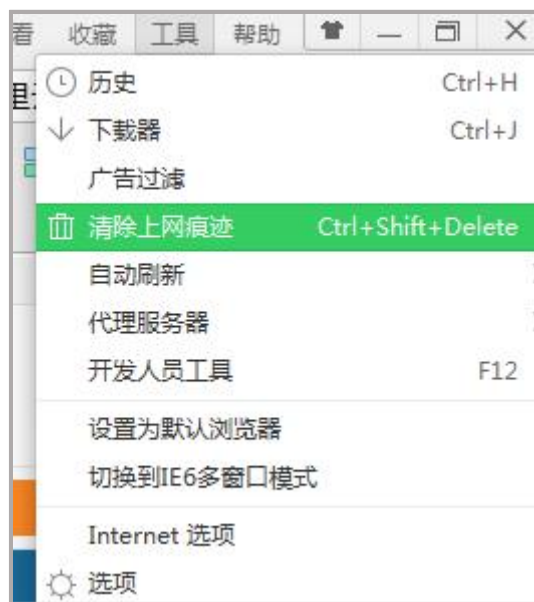 看 收藏 工具 帮助
历史 Ctrl+H
下载器 Ctrl+J
广告过滤
清除上网痕迹 Ctrl+Shift+Delete
自动刷新
代理服务器
开发人员工具 F12
设置为默认浏览器
切换到IE6多窗口模式
Internet 选项
选项